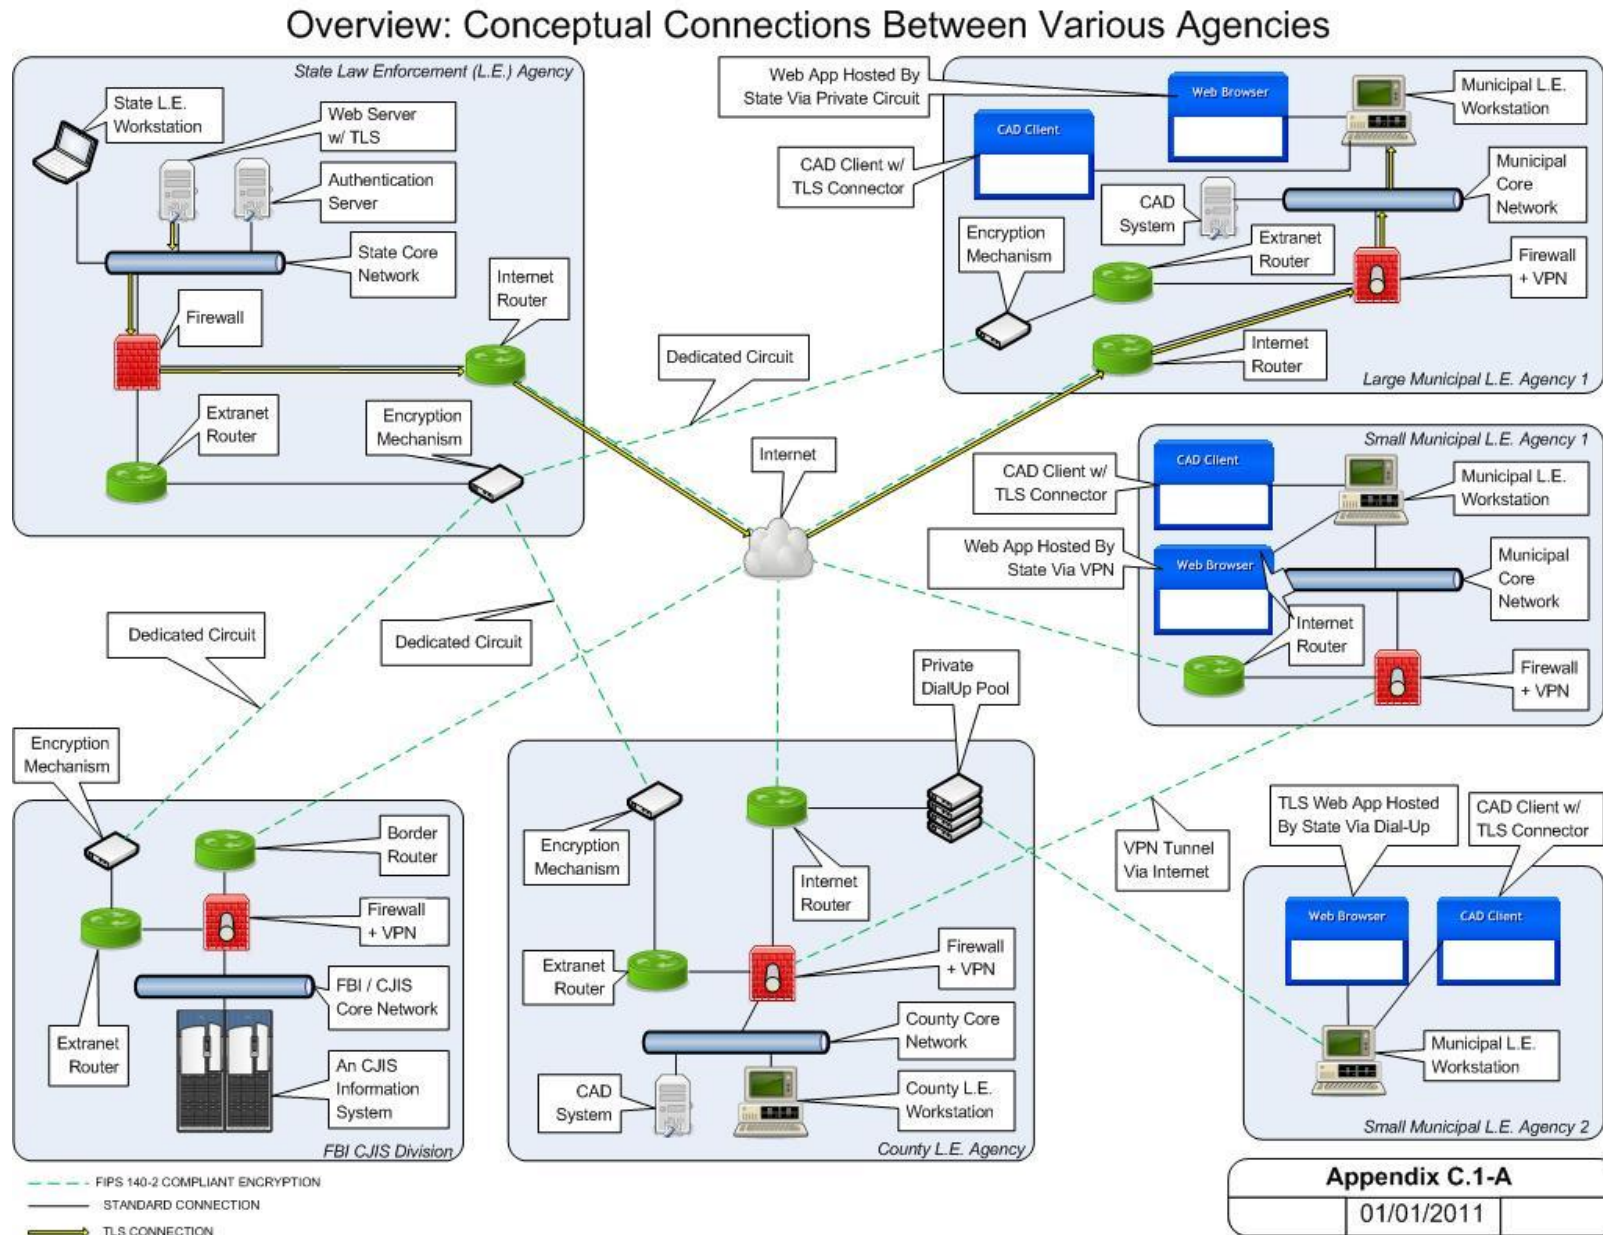 Overview: Conceptual Connections Between Various Agencies
State Law Enforcement (L.E.) Agency
State L.E.
Workstation
Web Server
w/ TLS
Authentication
Server
State Core
Network
Internet
Router
Firewall
Extranet
Router
Encryption
Mechanism
Dedicated Circuit
Internet
Web App Hosted By
State Via Private Circuit
Web Browser
Municipal L.E.
Workstation
CAD Client
CAD Client w/
TLS Connector
Municipal
Core
Network
CAD
System
Encryption
Mechanism
Extranet
Router
Firewall
+ VPN
Internet
Router
Large Municipal L.E. Agency 1
Small Municipal L.E. Agency 1
CAD Client
CAD Client w/
TLS Connector
Municipal L.E.
Workstation
Web App Hosted By
State Via VPN
Web Browser
Municipal
Core
Network
Internet
Router
Firewall
+ VPN
Dedicated Circuit
Dedicated Circuit
Private
DialUp Pool
Encryption
Mechanism
Border
Router
Firewall
+ VPN
FBI / CJIS
Core Network
Extranet
Router
An CJIS
Information
System
FBI CJIS Division
Encryption
Mechanism
Internet
Router
Extranet
Router
Firewall
+ VPN
County Core
Network
CAD
System
County L.E.
Workstation
County L.E. Agency
VPN Tunnel
Via Internet
TLS Web App Hosted
By State Via Dial-Up
CAD Client w/
TLS Connector
Web Browser
CAD Client
Municipal L.E.
Workstation
Small Municipal L.E. Agency 2
FIPS 140-2 COMPLIANT ENCRYPTION
STANDARD CONNECTION
TLS CONNECTION
Appendix C.1-A
01/01/2011